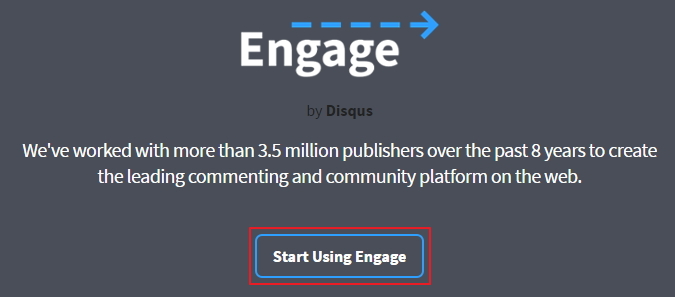 Engage
by Disqus
We've worked with more than 3.5 million publishers over the past 8 years to create
the leading commenting and community platform on the web.
Start Using Engage